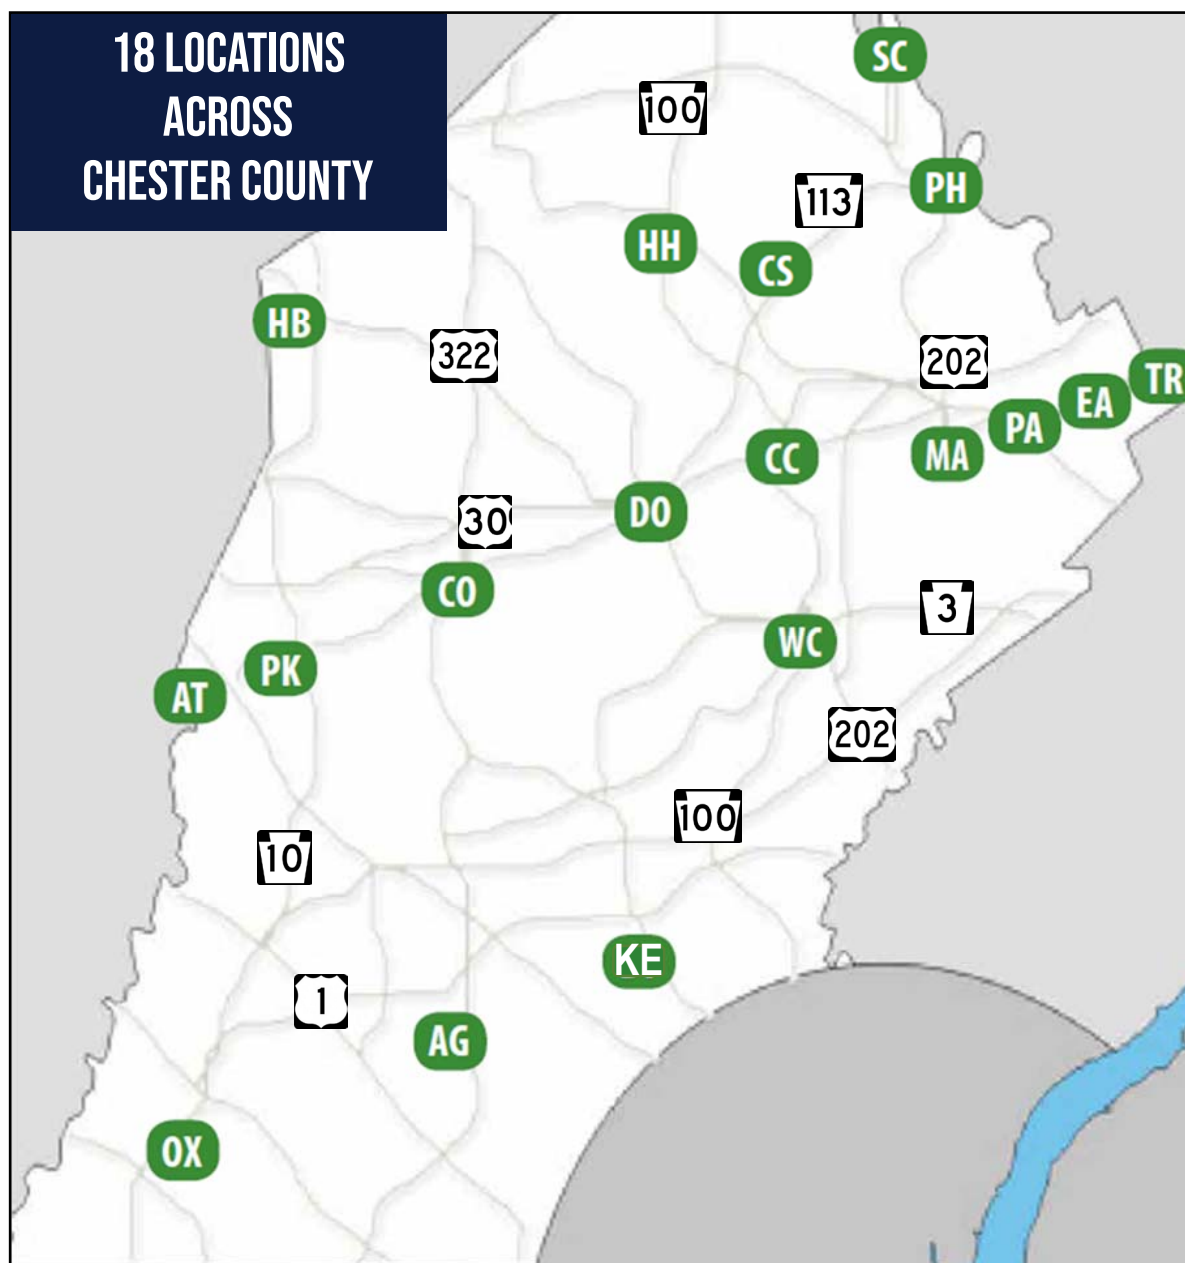 18 LOCATIONS
ACROSS
CHESTER COUNTY
SC
100
PH
113
HH
CS
HB
322
202
TR
EA
PA
MA
CC
DO
30
CO
3
WC
PK
AT
202
100
10
KE
1
AG
OX